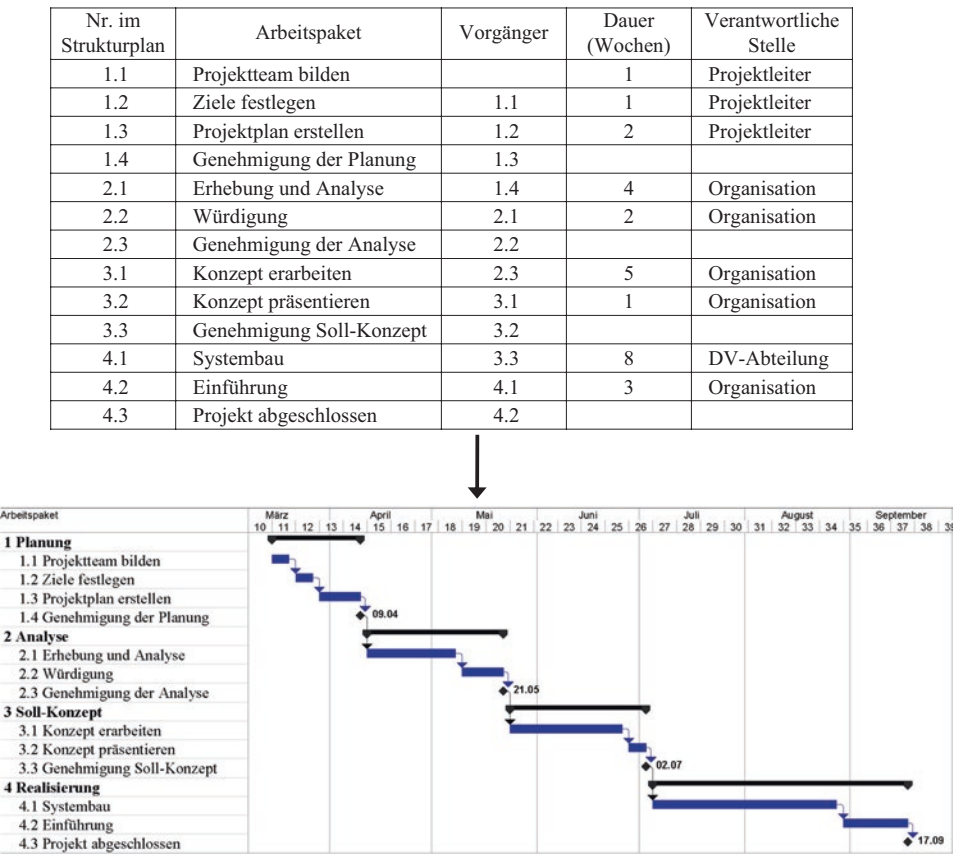 Nr. im Strukturplan Arbeitspaket Vorgänger Dauer (Wochen) Verantwortliche Stelle
1.1 Projektteam bilden 1 Projektleiter
1.2 Ziele festlegen 1.1 1 Projektleiter
1.3 Projektplan erstellen 1.2 2 Projektleiter
1.4 Genehmigung der Planung 1.3
2.1 Erhebung und Analyse 1.4 4 Organisation
2.2 Würdigung 2.1 2 Organisation
2.3 Genehmigung der Analyse 2.2
3.1 Konzept erarbeiten 2.3 5 Organisation
3.2 Konzept präsentieren 3.1 1 Organisation
3.3 Genehmigung Soll-Konzept 3.2
4.1 Systembau 3.3 8 DV-Abteilung
4.2 Einführung 4.1 3 Organisation
4.3 Projekt abgeschlossen 4.2
Arbeitspaket März April Mai Juni Juli August September
10 11 12 13 14 15 16 17 18 19 20 21 22 23 24 25 26 27 28 29 30 31 32 33 34 35 36 37 38 39
1 Planung
1.1 Projektteam bilden
1.2 Ziele festlegen
1.3 Projektplan erstellen
1.4 Genehmigung der Planung 09.04
2 Analyse
2.1 Erhebung und Analyse
2.2 Würdigung
2.3 Genehmigung der Analyse 21.05
3 Soll-Konzept
3.1 Konzept erarbeiten
3.2 Konzept präsentieren
3.3 Genehmigung Soll-Konzept 02.07
4 Realisierung
4.1 Systembau
4.2 Einführung
4.3 Projekt abgeschlossen 17.09